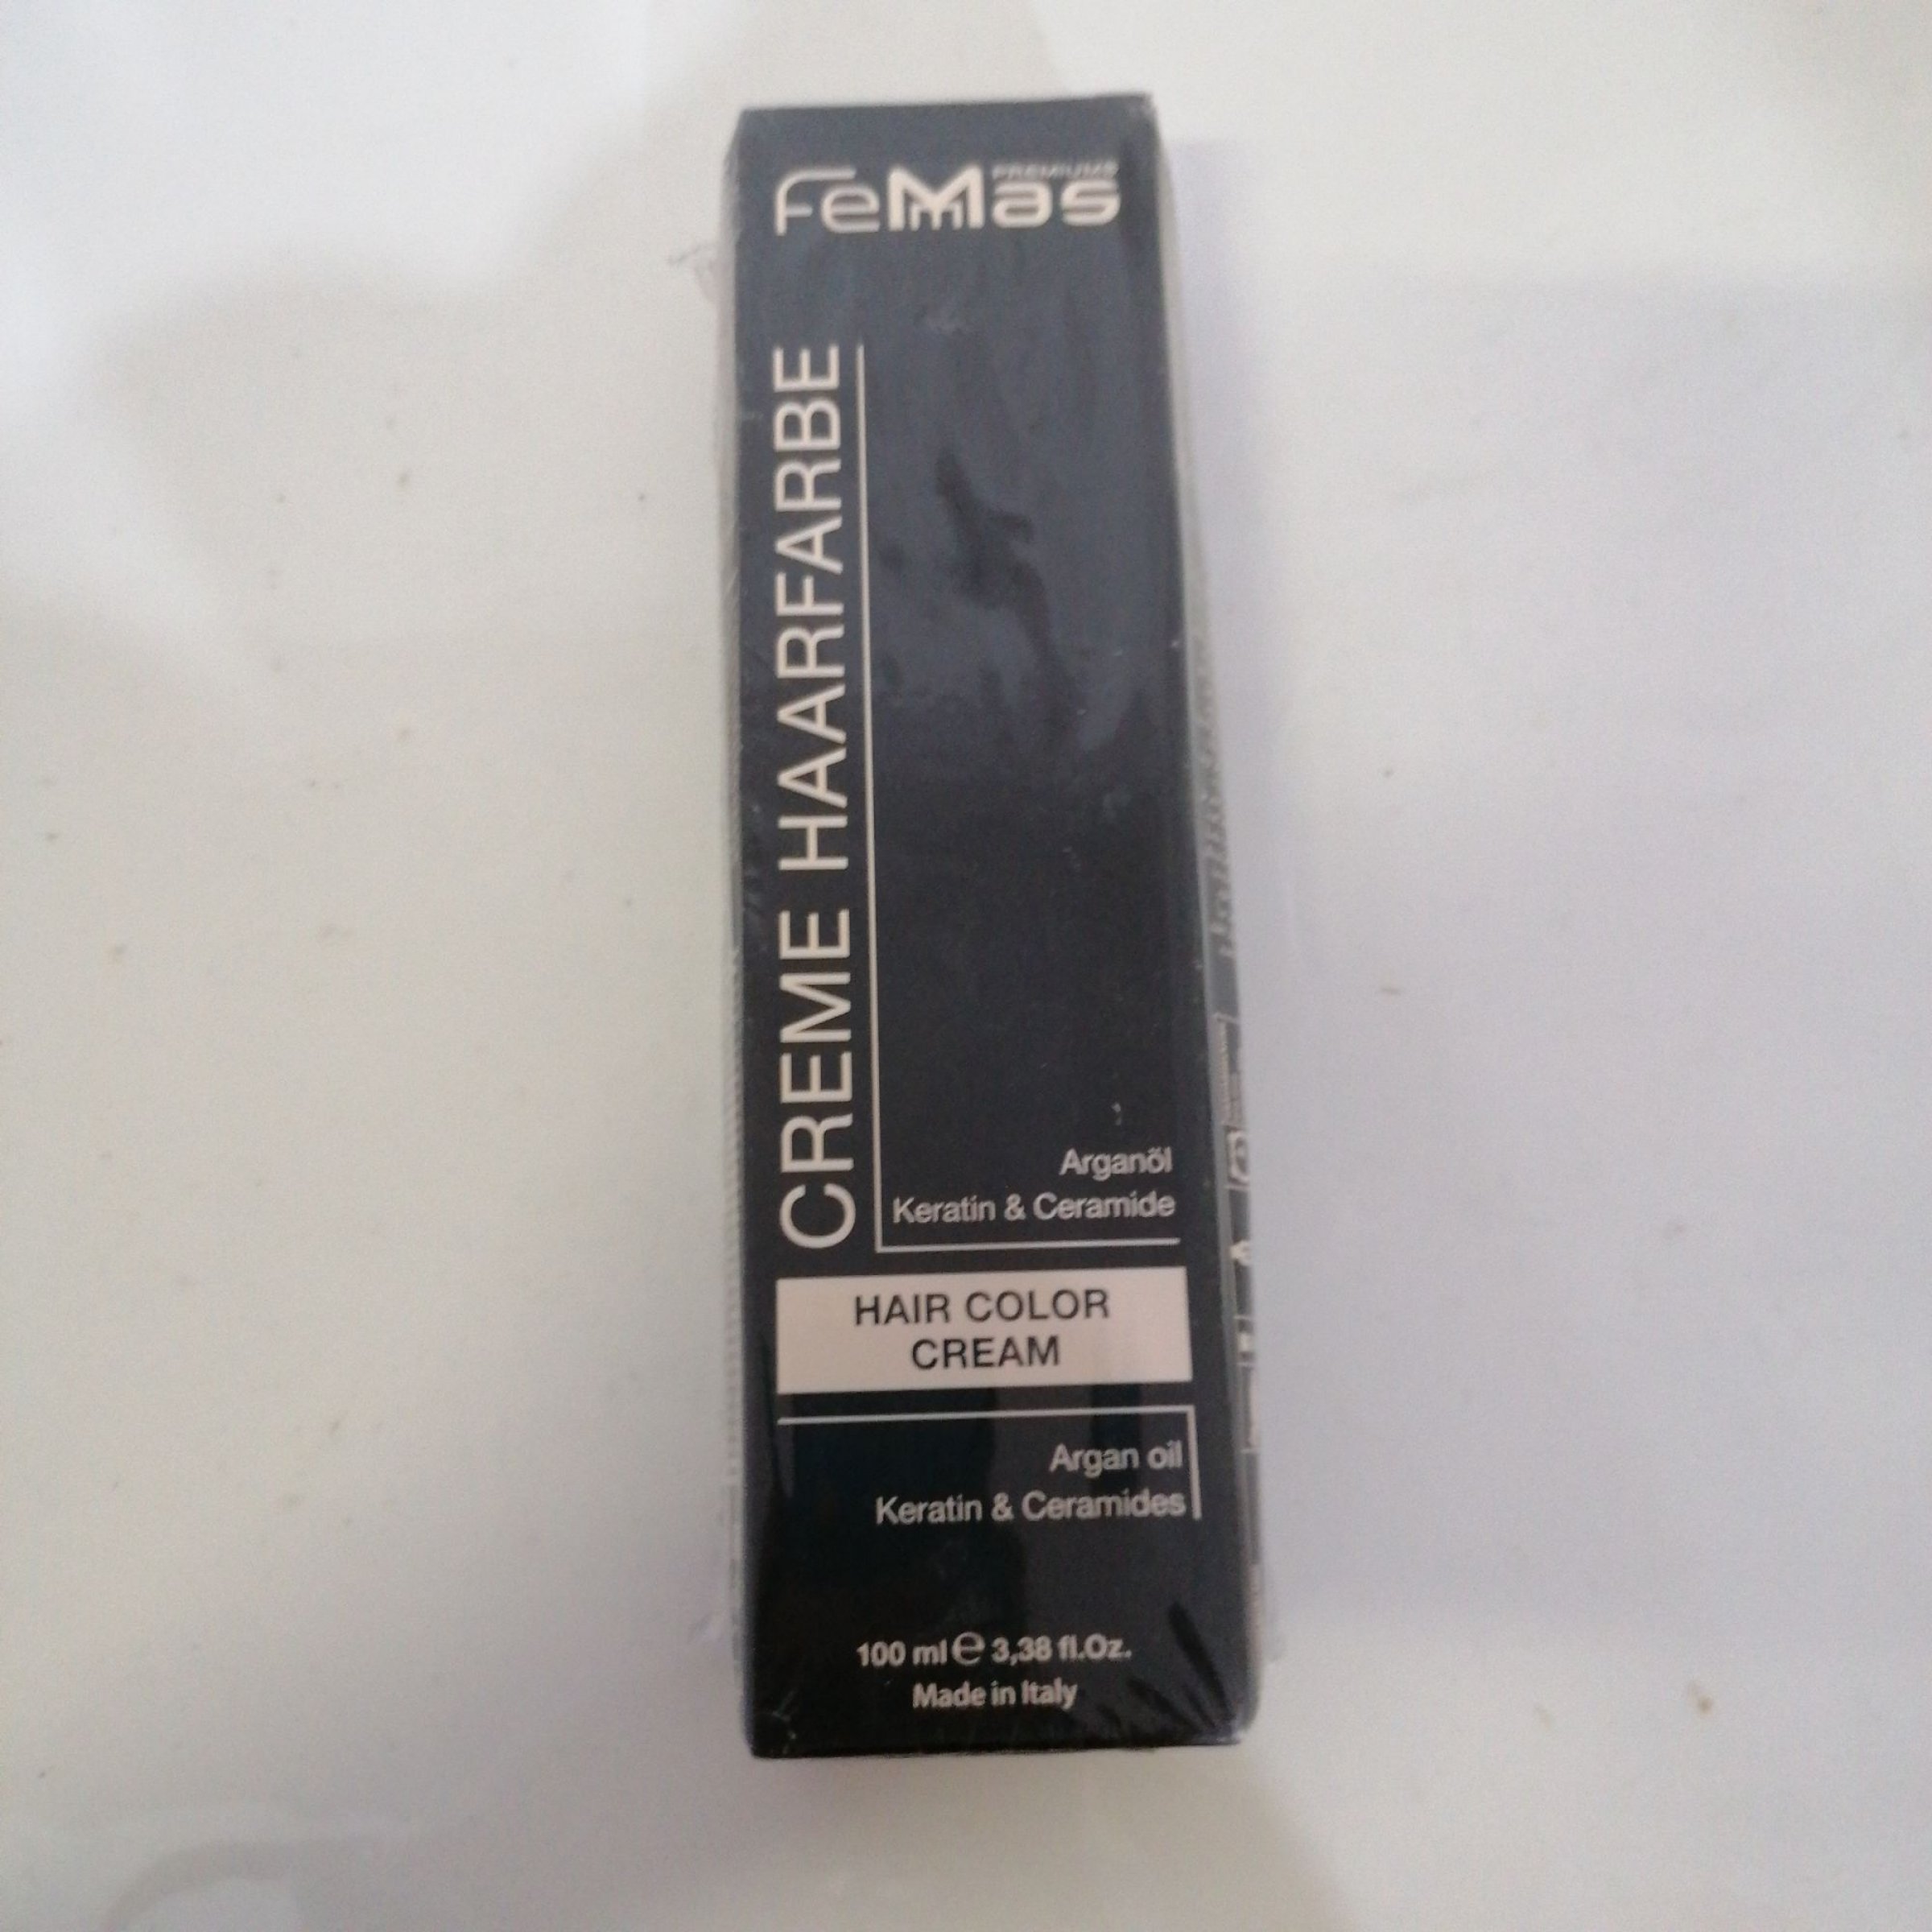 FemMas
PREMIUMS
CREME HAARFARBE
Arganöl
Keratin & Ceramide
HAIR COLOR
CREAM
Argan oil
Keratin & Ceramides
100 ml ℮ 3,38 fl.Oz.
Made in Italy